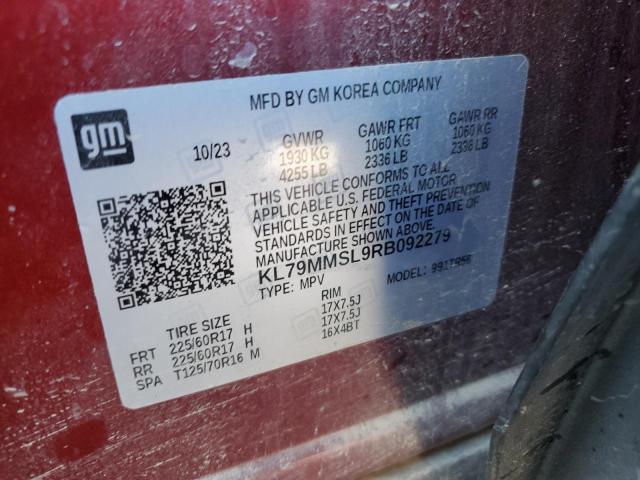 MFD BY GM KOREA COMPANY
gm
10/23
GVWR GAWR FRT GAWR RR
1930 KG 1060 KG 1060 KG
4255 LB 2336 LB 2336 LB
THIS VEHICLE CONFORMS TO ALL
APPLICABLE U.S. FEDERAL MOTOR
VEHICLE SAFETY AND THEFT PREVENTION
STANDARDS IN EFFECT ON THE DATE OF
MANUFACTURE SHOWN ABOVE.
KL79MMSL9RB092279
TYPE: MPV MODEL:
TIRE SIZE RIM
FRT 225/60R17 H 17X7.5J
RR 225/60R17 H 17X7.5J
SPA T125/70R16 M 16X4BT